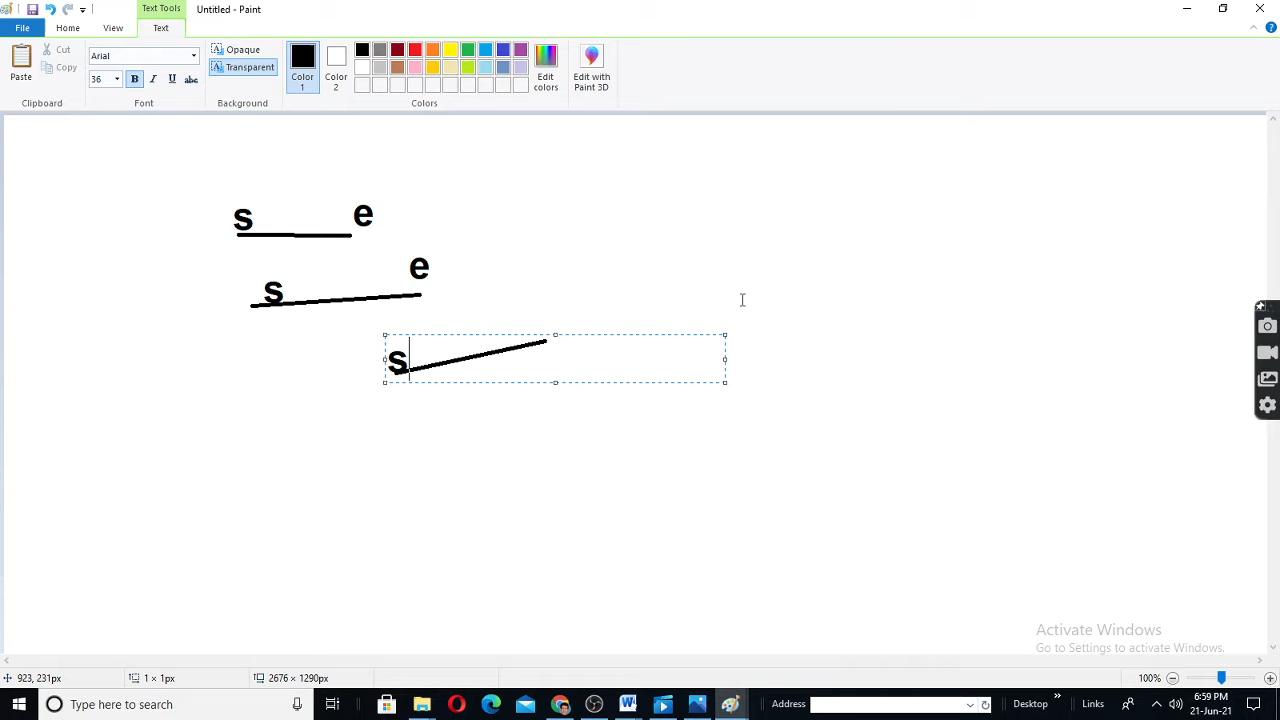 Text Tools
Untitled - Paint
File
Home
View
Text
Paste
Cut
Copy
Clipboard
Arial
36
B
I
U
abc
Font
Opaque
Transparent
Background
Color 1
Color 2
Edit colors
Colors
Edit with Paint 3D
s e
s e
s
Activate Windows
Go to Settings to activate Windows.
923, 231px
1 × 1px
2676 × 1290px
100%
Type here to search
Address
Desktop
Links
6:59 PM
21-Jun-21